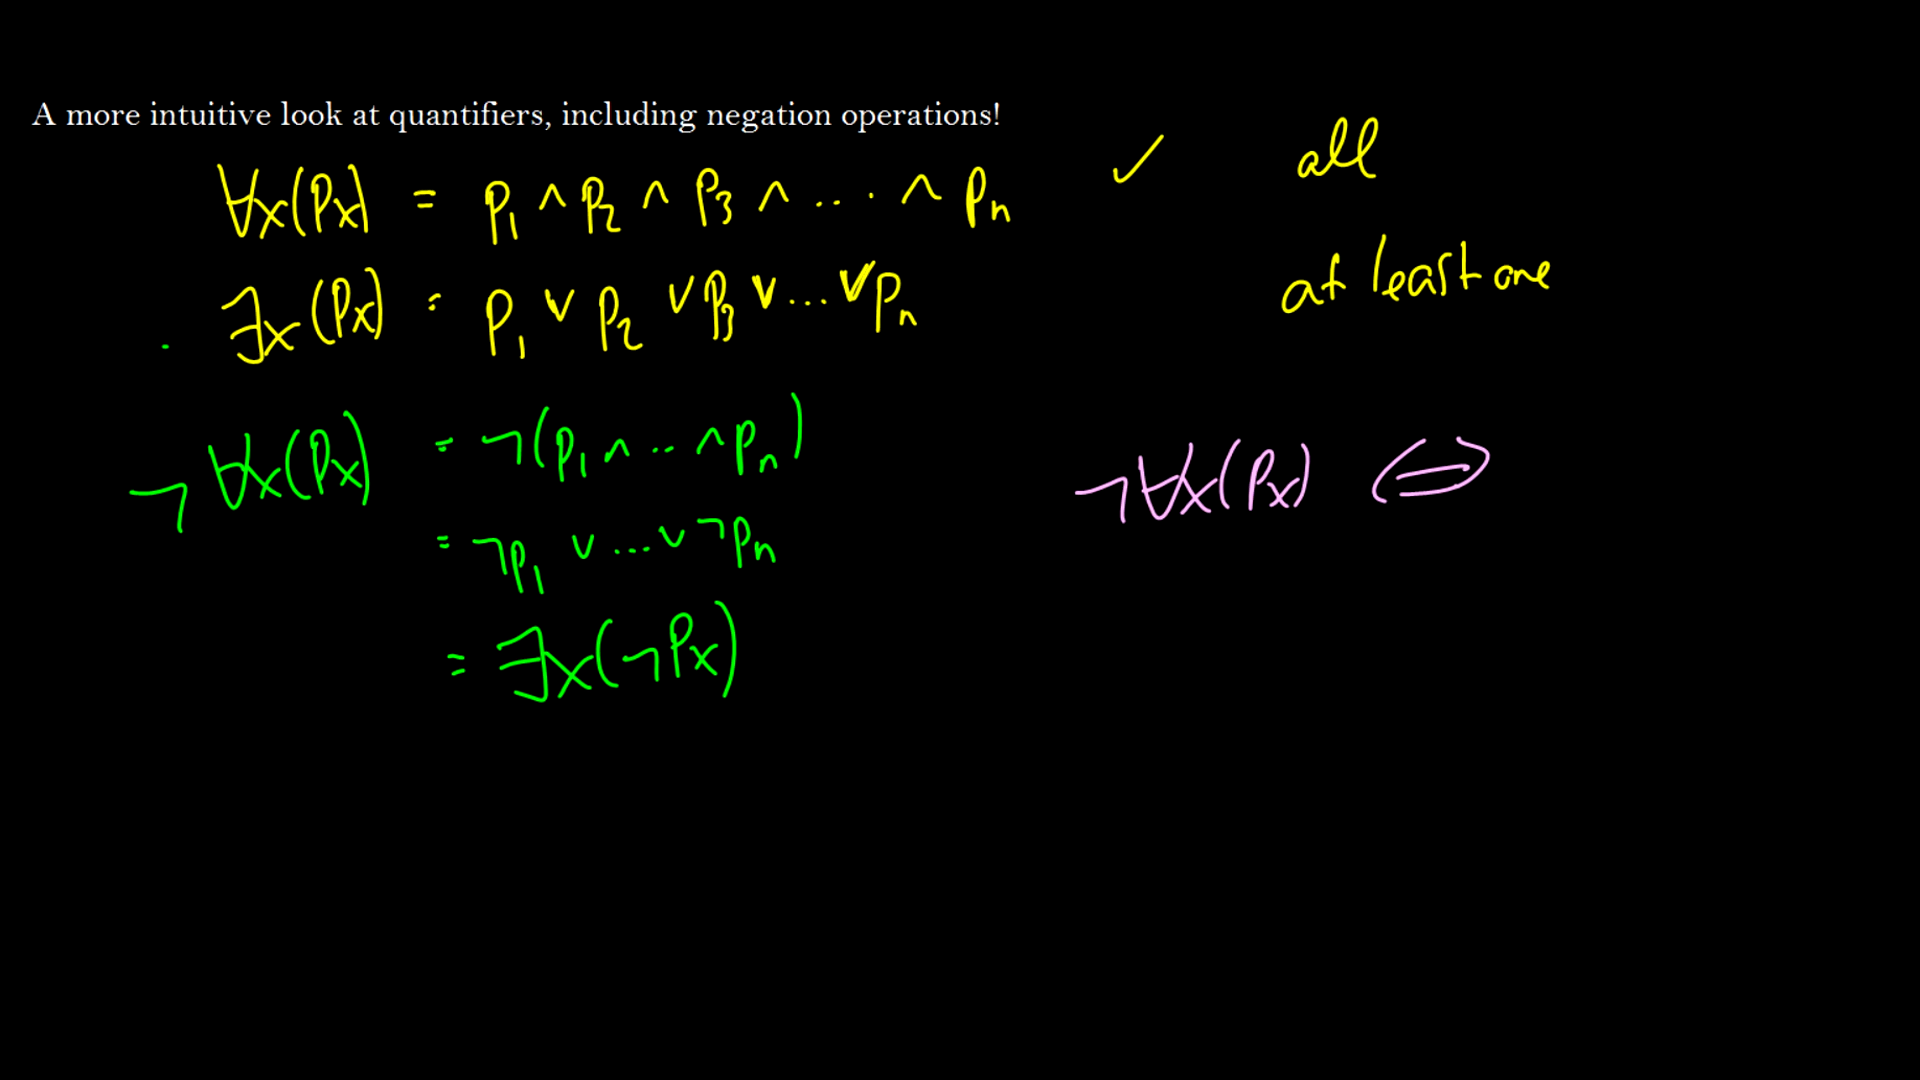 A more intuitive look at quantifiers, including negation operations!
∀x(Px) = P₁ ∧ P₂ ∧ P₃ ∧ ... ∧ Pₙ ✓ all
∃x(Px) = P₁ ∨ P₂ ∨ P₃ ∨ ... ∨ Pₙ at least one
¬∀x(Px) = ¬(P₁ ∧ .. ∧ Pₙ)
¬∀x(Px) ⇔
= ¬P₁ ∨ ... ∨ ¬Pₙ
= ∃x(¬Px)